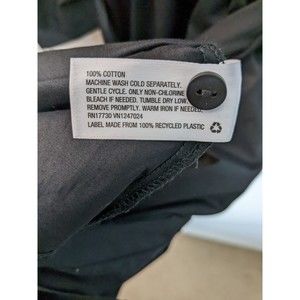 100% COTTON
MACHINE WASH COLD SEPARATELY.
GENTLE CYCLE. ONLY NON-CHLORINE
BLEACH IF NEEDED. TUMBLE DRY LOW.
REMOVE PROMPTLY. WARM IRON IF NEEDED.
RN17730 VN1247024
LABEL MADE FROM 100% RECYCLED PLASTIC